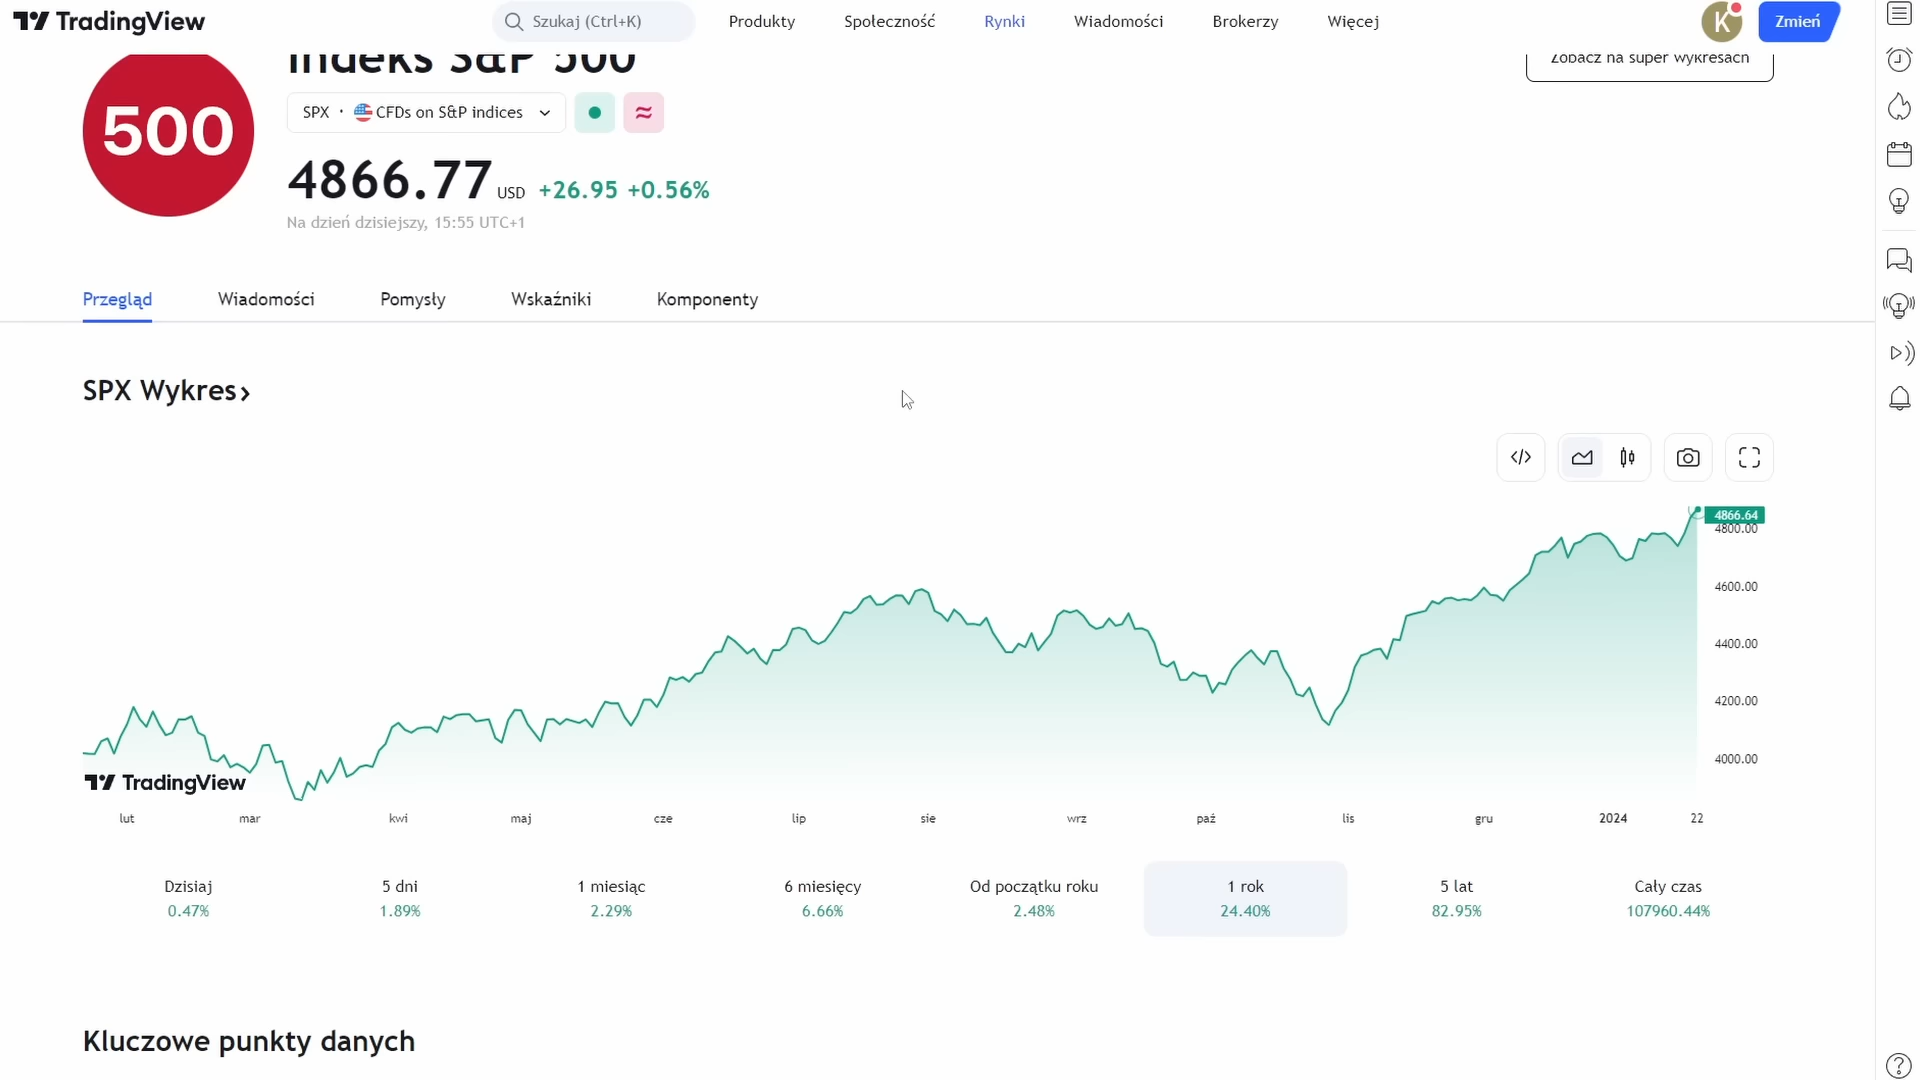 TradingView
Szukaj (Ctrl+K)
Produkty
Społeczność
Rynki
Wiadomości
Brokerzy
Więcej
K
Zmień
Indeks S&P 500
Zobacz na super wykresach
500
SPX · CFDs on S&P indices
4866.77 USD +26.95 +0.56%
Na dzień dzisiejszy, 15:55 UTC+1
Przegląd
Wiadomości
Pomysły
Wskaźniki
Komponenty
SPX Wykres›
4866.64
4800.00
4600.00
4400.00
4200.00
4000.00
TradingView
lut
mar
kwi
maj
cze
lip
sie
wrz
paź
lis
gru
2024
22
Dzisiaj
0.47%
5 dni
1.89%
1 miesiąc
2.29%
6 miesięcy
6.66%
Od początku roku
2.48%
1 rok
24.40%
5 lat
82.95%
Cały czas
107960.44%
Kluczowe punkty danych